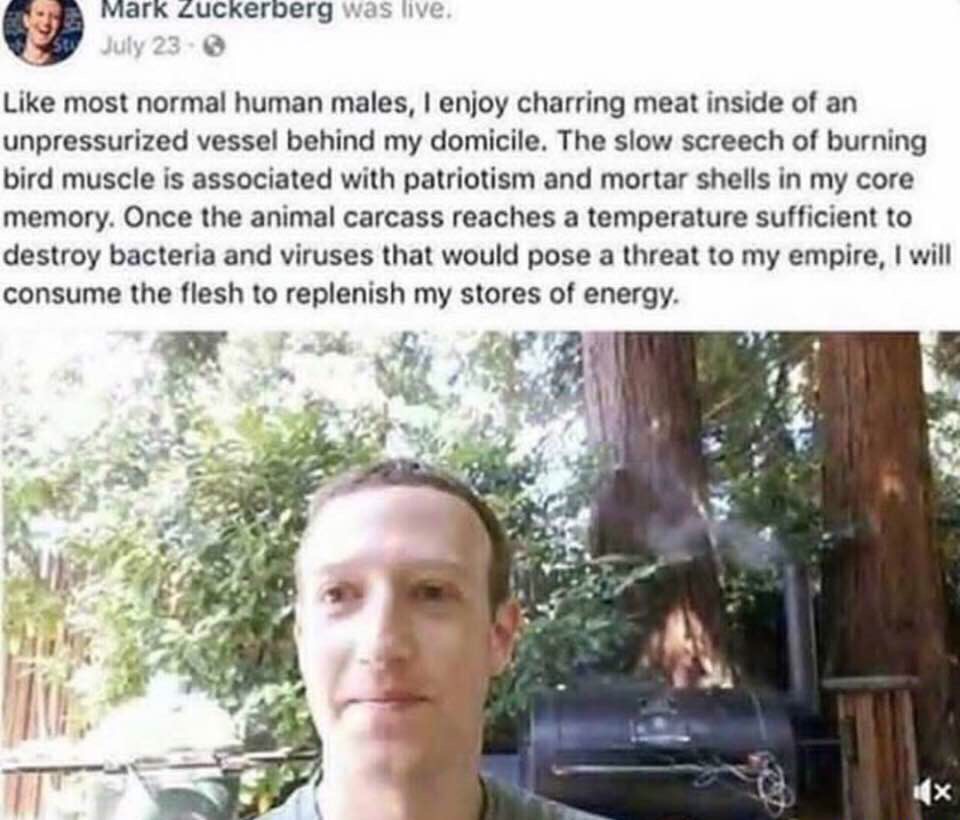 Mark Zuckerberg was live.
July 23 ·
Like most normal human males, I enjoy charring meat inside of an
unpressurized vessel behind my domicile. The slow screech of burning
bird muscle is associated with patriotism and mortar shells in my core
memory. Once the animal carcass reaches a temperature sufficient to
destroy bacteria and viruses that would pose a threat to my empire, I will
consume the flesh to replenish my stores of energy.